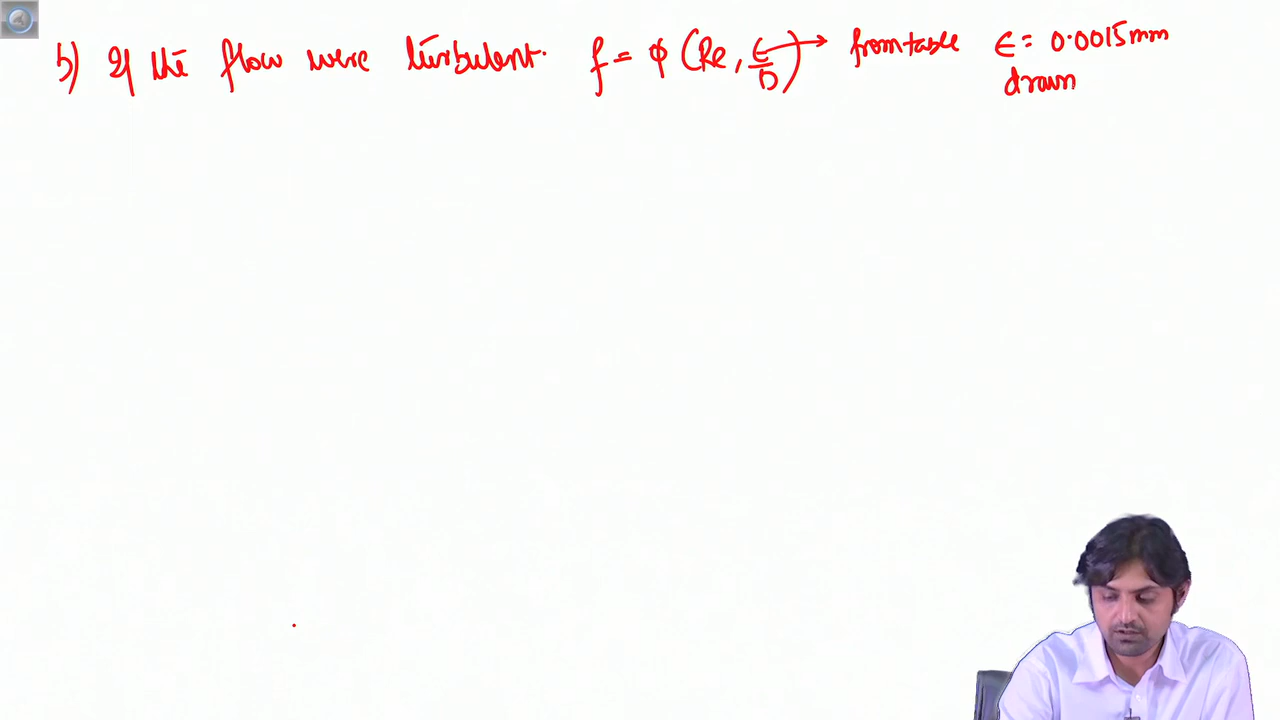 b) If the flow were turbulent. f = φ (Re, ε/D) → from table ε = 0.0015mm
drawn